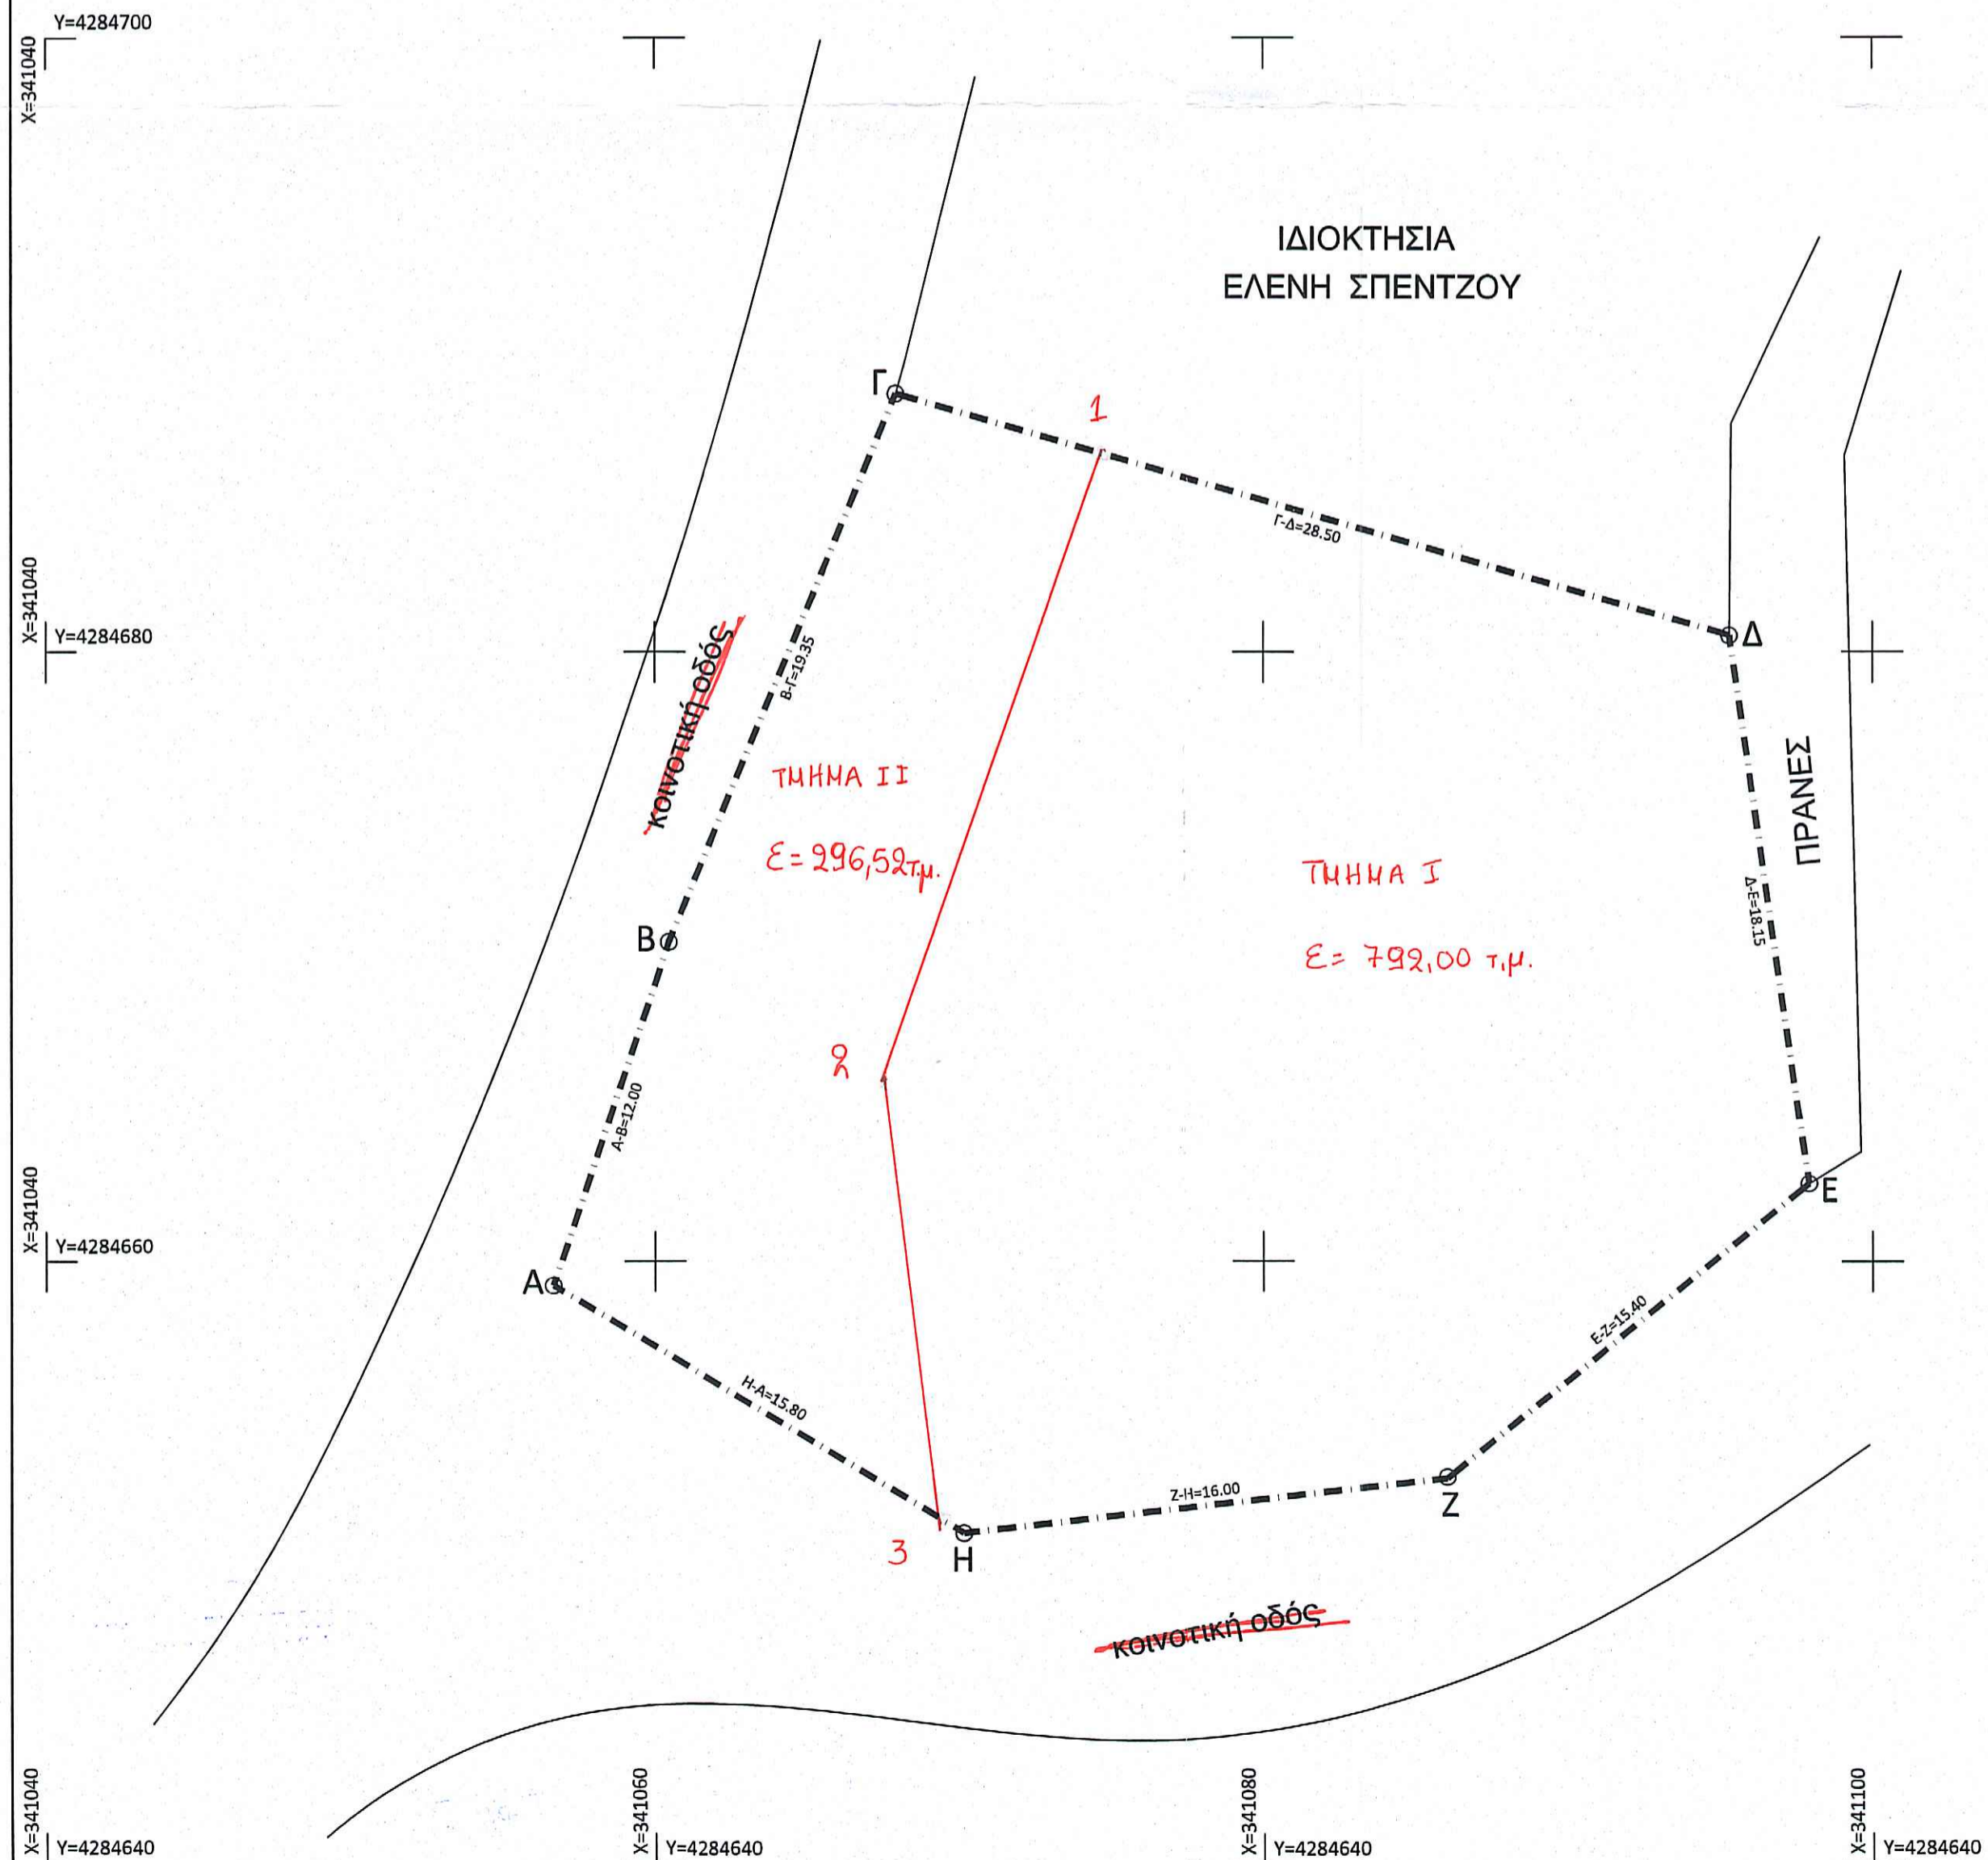 Y=4284700
X=341040
ΙΔΙΟΚΤΗΣΙΑ
ΕΛΕΝΗ ΣΠΕΝΤΖΟΥ
Γ
1
Γ-Δ=28.50
X=341040
Y=4284680
κοινοτική οδός
Β-Γ=19.35
Δ
ΠΡΑΝΕΣ
ΤΜΗΜΑ ΙΙ
Ε=296,52τ.μ.
ΤΜΗΜΑ Ι
Ε= 792,00 τ.μ.
Δ-Ε=18.15
Β
2
Α-Β=12.00
X=341040
Y=4284660
Ε
Α
Ε-Ζ=15.40
Η-Α=15.80
Ζ-Η=16.00
Ζ
3
Η
κοινοτική οδός
X=341040
Y=4284640
X=341060
Y=4284640
X=341080
Y=4284640
X=341100
Y=4284640